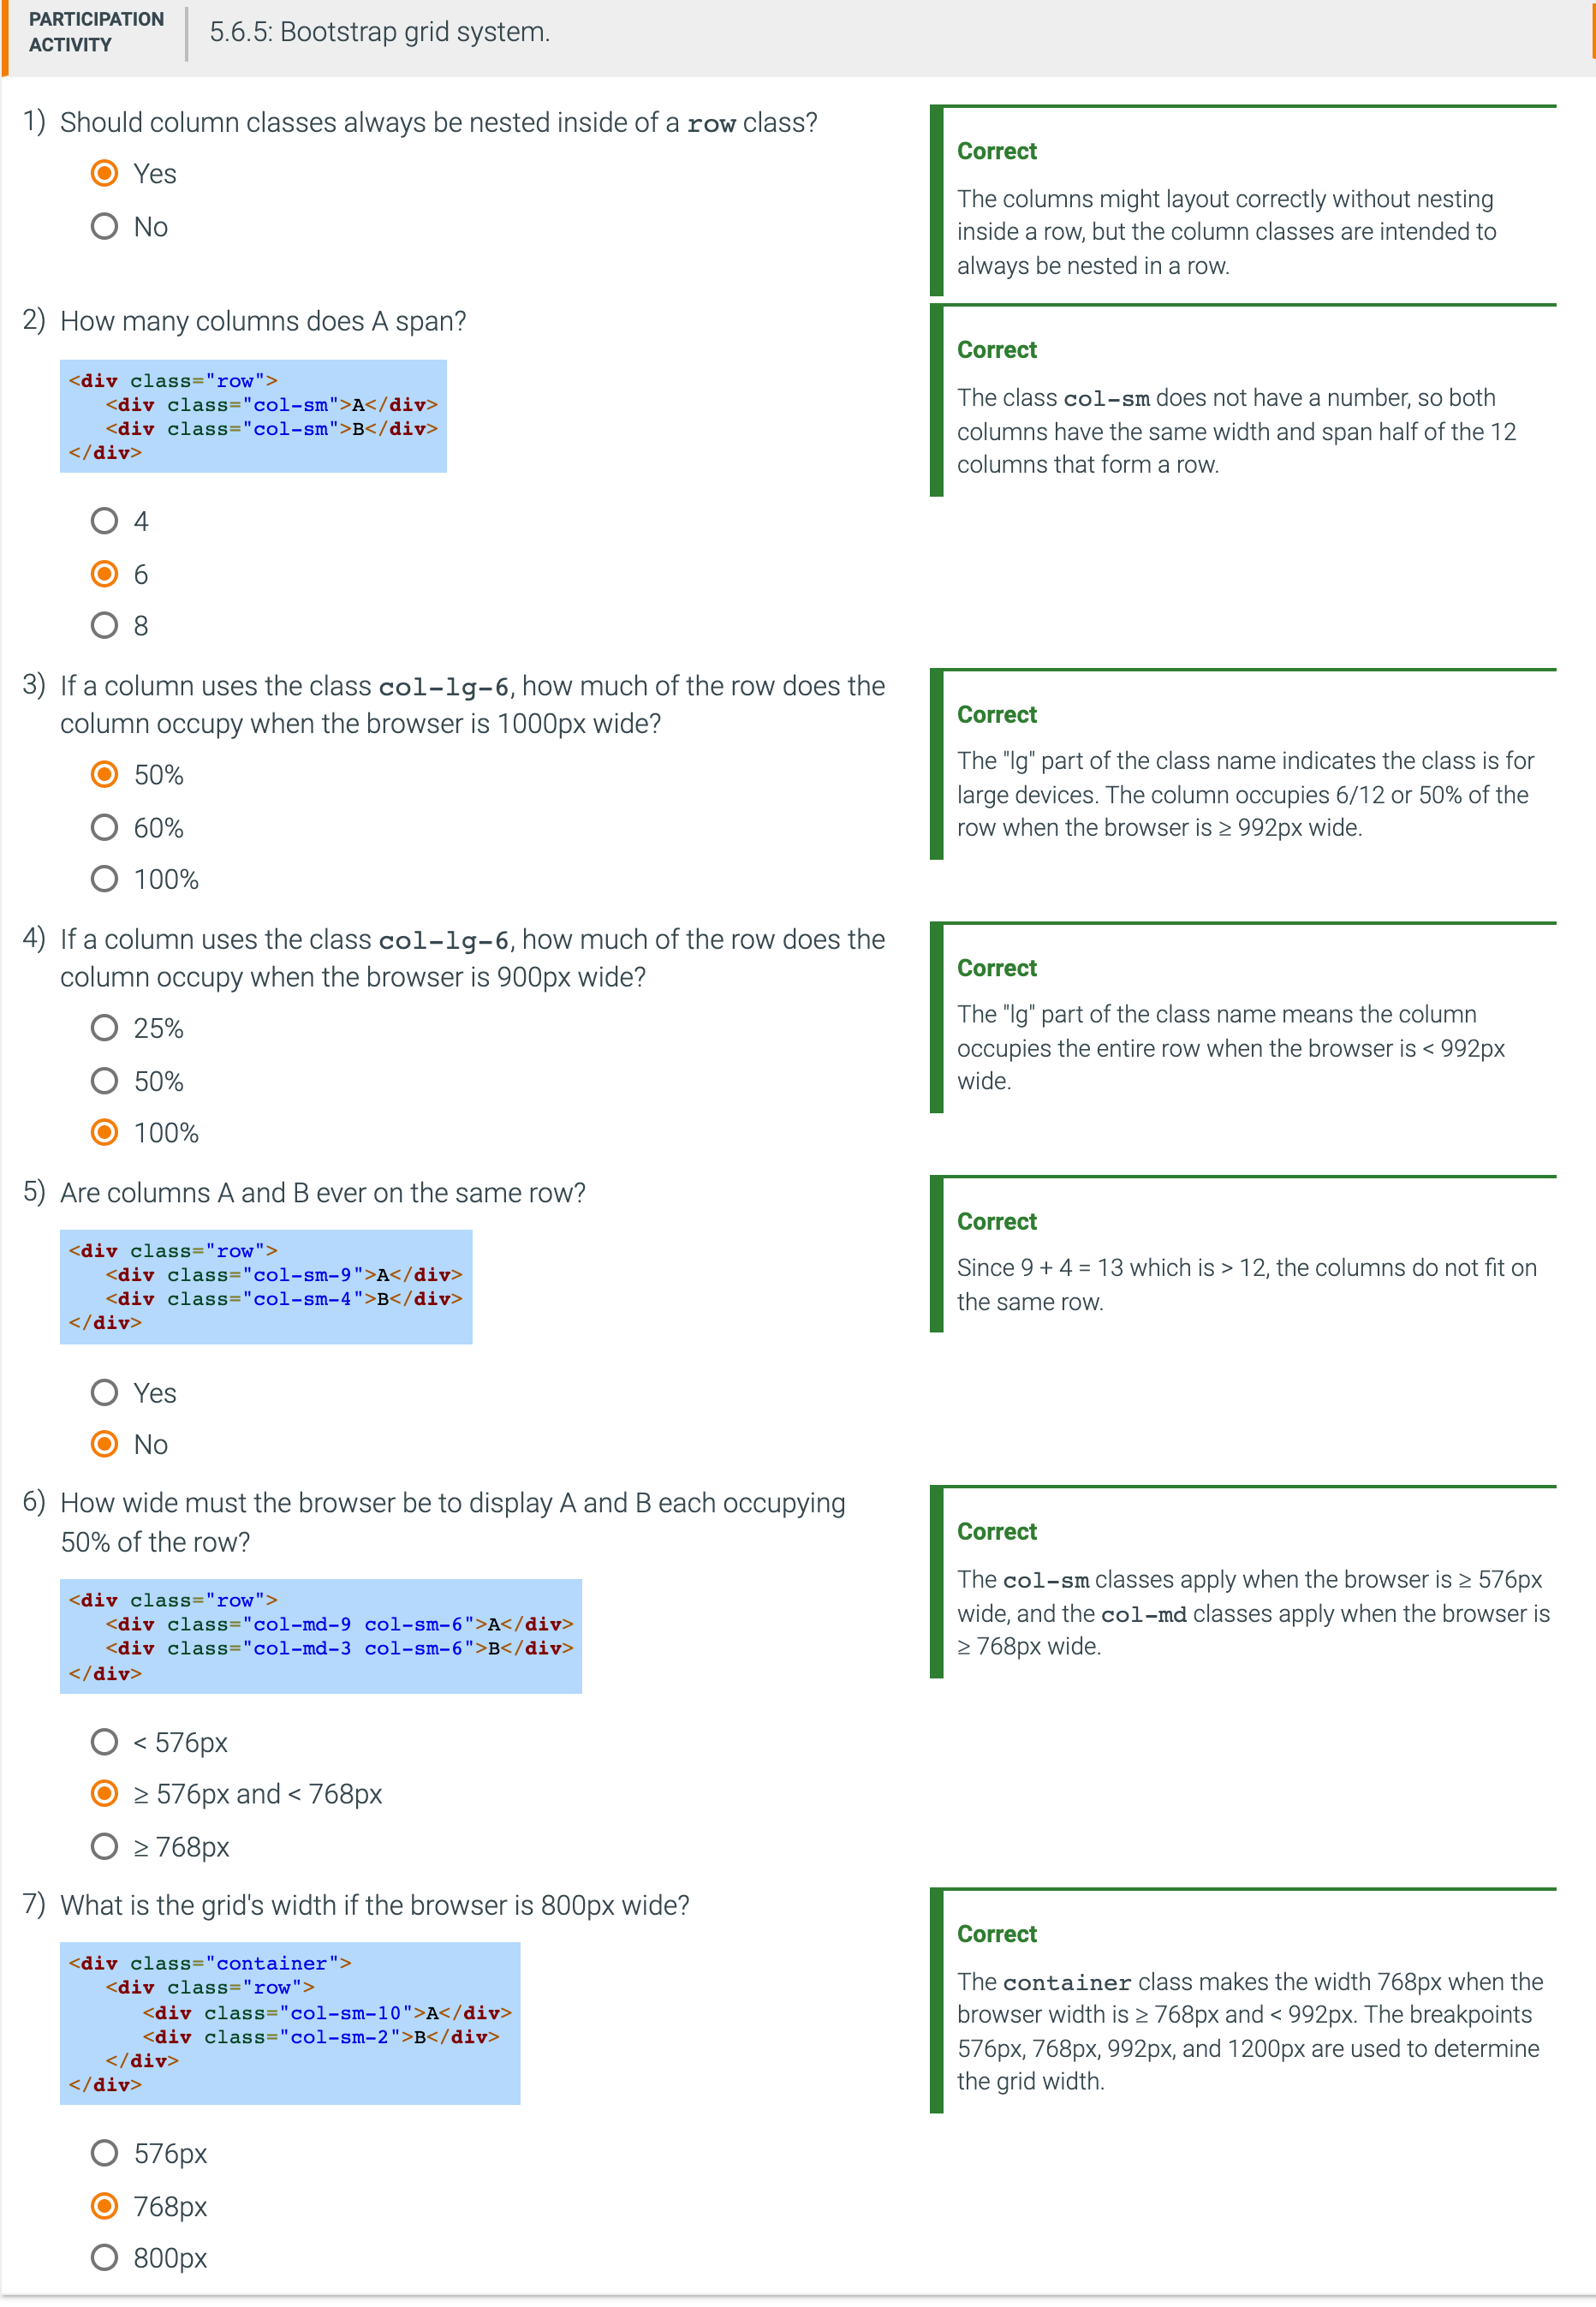 PARTICIPATION
ACTIVITY
5.6.5: Bootstrap grid system.
1) Should column classes always be nested inside of a row class?
Yes
No
Correct
The columns might layout correctly without nesting
inside a row, but the column classes are intended to
always be nested in a row.
2) How many columns does A span?
<div class="row">
   <div class="col-sm">A</div>
   <div class="col-sm">B</div>
</div>
4
6
8
Correct
The class col-sm does not have a number, so both
columns have the same width and span half of the 12
columns that form a row.
3) If a column uses the class col-lg-6, how much of the row does the
column occupy when the browser is 1000px wide?
50%
60%
100%
Correct
The "lg" part of the class name indicates the class is for
large devices. The column occupies 6/12 or 50% of the
row when the browser is ≥ 992px wide.
4) If a column uses the class col-lg-6, how much of the row does the
column occupy when the browser is 900px wide?
25%
50%
100%
Correct
The "lg" part of the class name means the column
occupies the entire row when the browser is < 992px
wide.
5) Are columns A and B ever on the same row?
<div class="row">
   <div class="col-sm-9">A</div>
   <div class="col-sm-4">B</div>
</div>
Yes
No
Correct
Since 9 + 4 = 13 which is > 12, the columns do not fit on
the same row.
6) How wide must the browser be to display A and B each occupying
50% of the row?
<div class="row">
   <div class="col-md-9 col-sm-6">A</div>
   <div class="col-md-3 col-sm-6">B</div>
</div>
< 576px
≥ 576px and < 768px
≥ 768px
Correct
The col-sm classes apply when the browser is ≥ 576px
wide, and the col-md classes apply when the browser is
≥ 768px wide.
7) What is the grid's width if the browser is 800px wide?
<div class="container">
   <div class="row">
      <div class="col-sm-10">A</div>
      <div class="col-sm-2">B</div>
   </div>
</div>
576px
768px
800px
Correct
The container class makes the width 768px when the
browser width is ≥ 768px and < 992px. The breakpoints
576px, 768px, 992px, and 1200px are used to determine
the grid width.